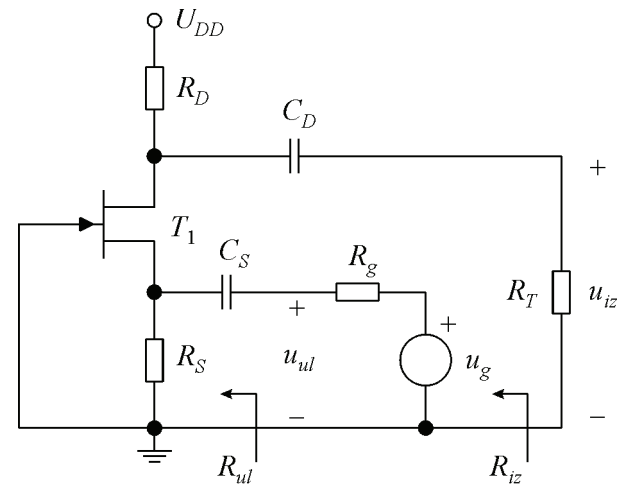 U_DD
R_D
C_D
+
T_1
C_S
R_g
+
+
R_T
u_iz
R_S
u_ul
u_g
−
−
R_ul
R_iz